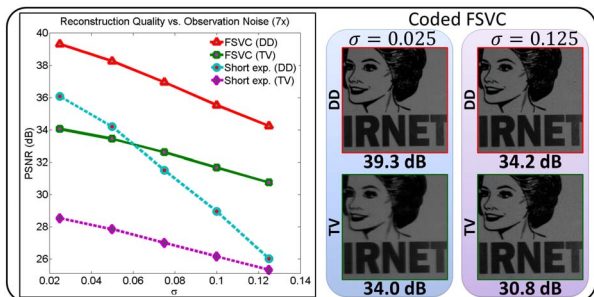 Reconstruction Quality vs. Observation Noise (7x)
40
38
36
34
32
30
28
26
PSNR (dB)
0.02
0.04
0.06
0.08
0.1
0.12
0.14
σ
FSVC (DD)
FSVC (TV)
Short exp. (DD)
Short exp. (TV)
Coded FSVC
σ = 0.025
σ = 0.125
DD
IRNET
IRNET
39.3 dB
34.2 dB
TV
IRNET
IRNET
34.0 dB
30.8 dB